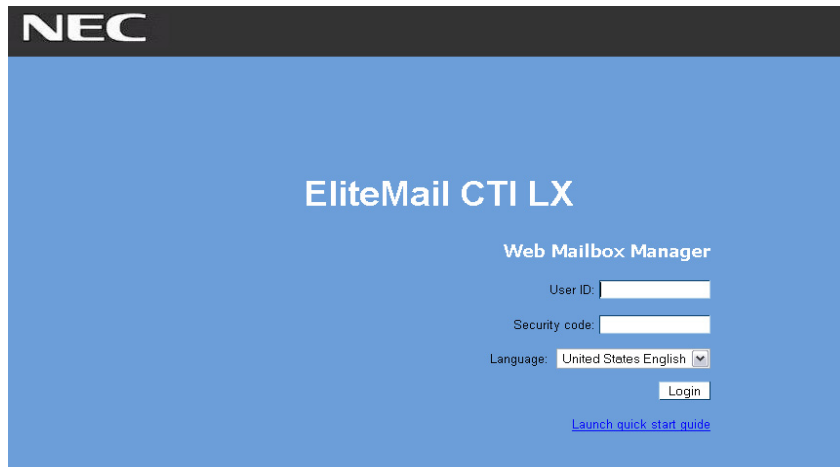 NEC
EliteMail CTI LX
Web Mailbox Manager
User ID:
Security code:
Language: United States English
Login
Launch quick start guide